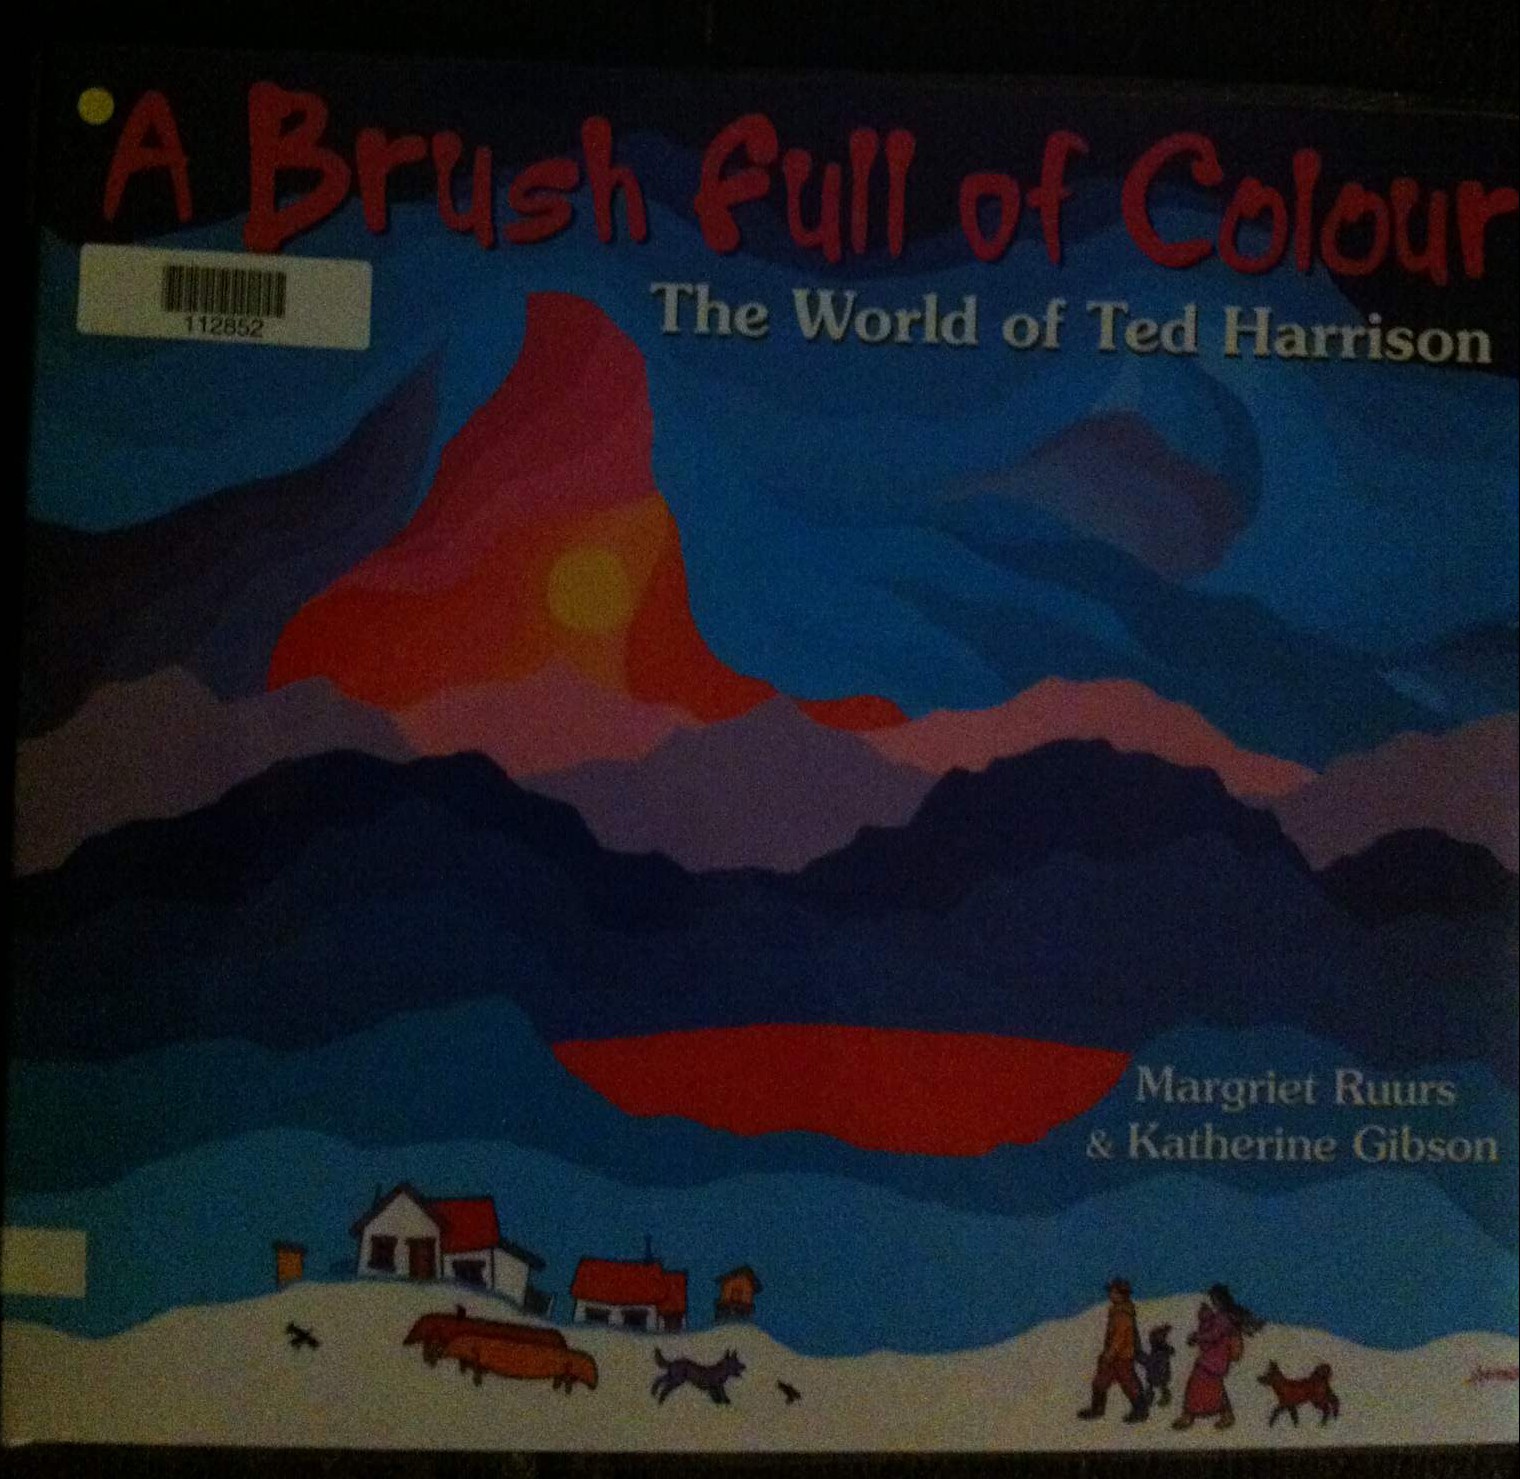 A Brush Full of Colour
112852
The World of Ted Harrison
Margriet Ruurs
& Katherine Gibson